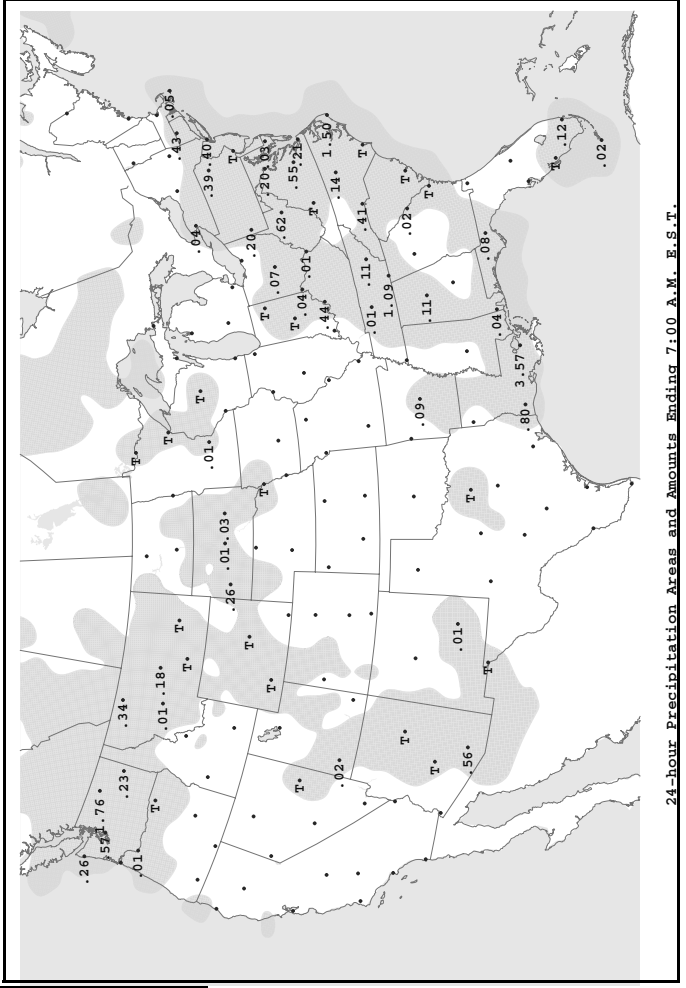 .26
.57
1.76
.23
.34
.01
T
T
.01
.18
T
.05
.43
T
T
T
.04
.01
.39
.40
.26
.01
.03
T
T
.20
T
T
.20
.03
T
.07
.62
T
.55
.21
T
.04
.01
T
.02
.44
.14
1.50
.01
.11
.41
T
1.09
T
.02
T
.09
.11
T
T
.56
.01
T
T
.08
.04
.80
3.57
T
.12
.02
24-hour Precipitation Areas and Amounts Ending 7:00 A.M. E.S.T.